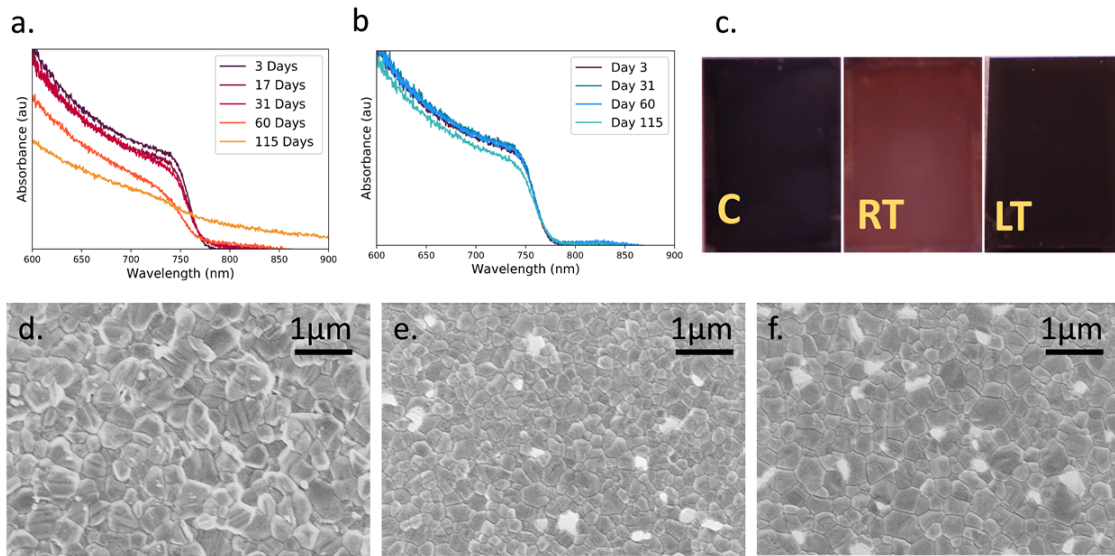 a.
Absorbance (au)
3 Days
17 Days
31 Days
60 Days
115 Days
600 650 700 750 800 850 900
Wavelength (nm)
b.
Absorbance (au)
Day 3
Day 31
Day 60
Day 115
600 650 700 750 800 850 900
Wavelength (nm)
c.
C
RT
LT
d.
1μm
e.
1μm
f.
1μm